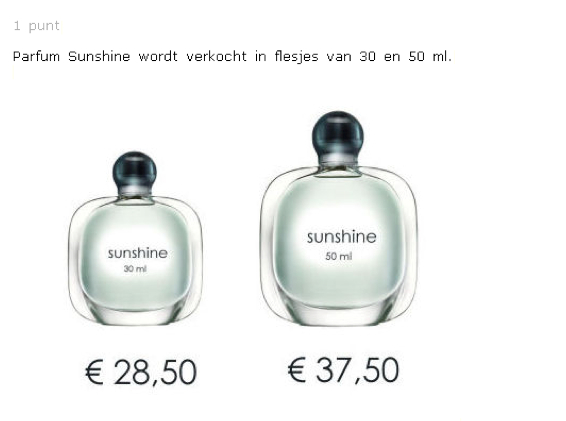 1 punt
Parfum Sunshine wordt verkocht in flesjes van 30 en 50 ml.
sunshine
30 ml
sunshine
50 ml
€ 28,50
€ 37,50